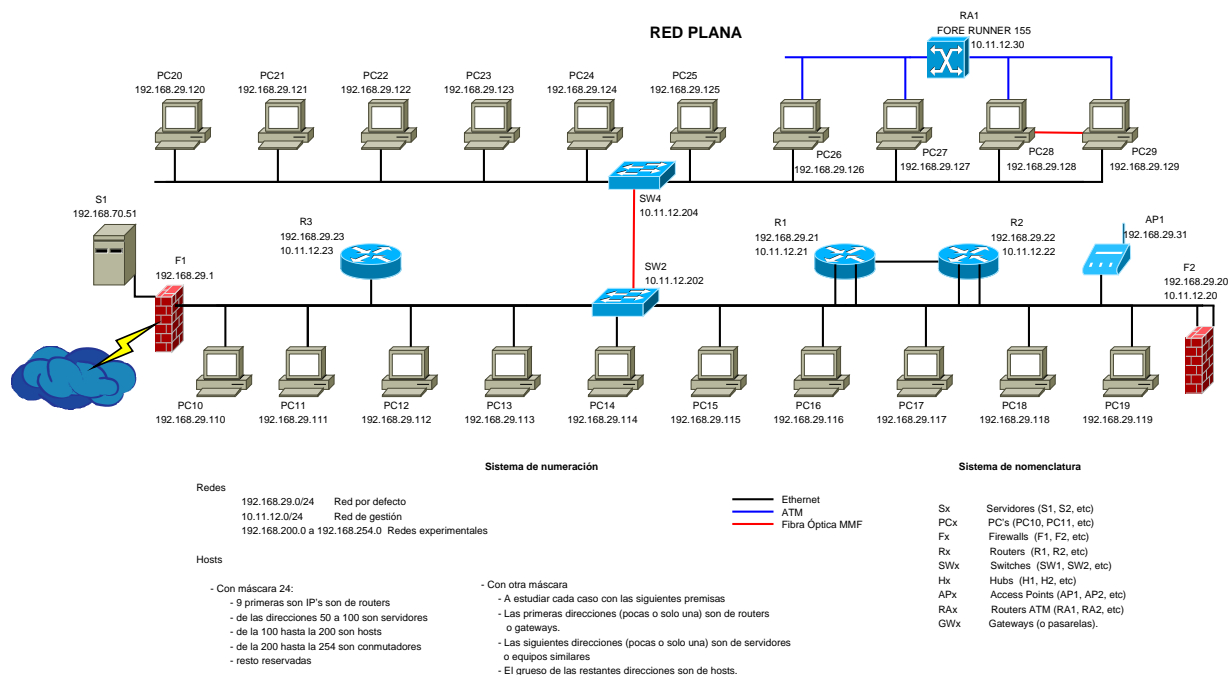 RED PLANA
RA1
FORE RUNNER 155
10.11.12.30
PC20
192.168.29.120
PC21
192.168.29.121
PC22
192.168.29.122
PC23
192.168.29.123
PC24
192.168.29.124
PC25
192.168.29.125
PC26
192.168.29.126
PC27
192.168.29.127
PC28
192.168.29.128
PC29
192.168.29.129
SW4
10.11.12.204
S1
192.168.70.51
F1
192.168.29.1
R3
192.168.29.23
10.11.12.23
SW2
10.11.12.202
R1
192.168.29.21
10.11.12.21
R2
192.168.29.22
10.11.12.22
AP1
192.168.29.31
F2
192.168.29.20
10.11.12.20
PC10
192.168.29.110
PC11
192.168.29.111
PC12
192.168.29.112
PC13
192.168.29.113
PC14
192.168.29.114
PC15
192.168.29.115
PC16
192.168.29.116
PC17
192.168.29.117
PC18
192.168.29.118
PC19
192.168.29.119
Sistema de numeración
Redes
192.168.29.0/24 Red por defecto
10.11.12.0/24 Red de gestión
192.168.200.0 a 192.168.254.0 Redes experimentales
Hosts
- Con máscara 24:
- 9 primeras son IP's son de routers
- de las direcciones 50 a 100 son servidores
- de la 100 hasta la 200 son hosts
- de la 200 hasta la 254 son conmutadores
- resto reservadas
- Con otra máscara
- A estudiar cada caso con las siguientes premisas
- Las primeras direcciones (pocas o solo una) son de routers
o gateways.
- Las siguientes direcciones (pocas o solo una) son de servidores
o equipos similares
- El grueso de las restantes direcciones son de hosts.
Ethernet
ATM
Fibra Óptica MMF
Sistema de nomenclatura
Sx Servidores (S1, S2, etc)
PCx PC's (PC10, PC11, etc)
Fx Firewalls (F1, F2, etc)
Rx Routers (R1, R2, etc)
SWx Switches (SW1, SW2, etc)
Hx Hubs (H1, H2, etc)
APx Access Points (AP1, AP2, etc)
RAx Routers ATM (RA1, RA2, etc)
GWx Gateways (o pasarelas).